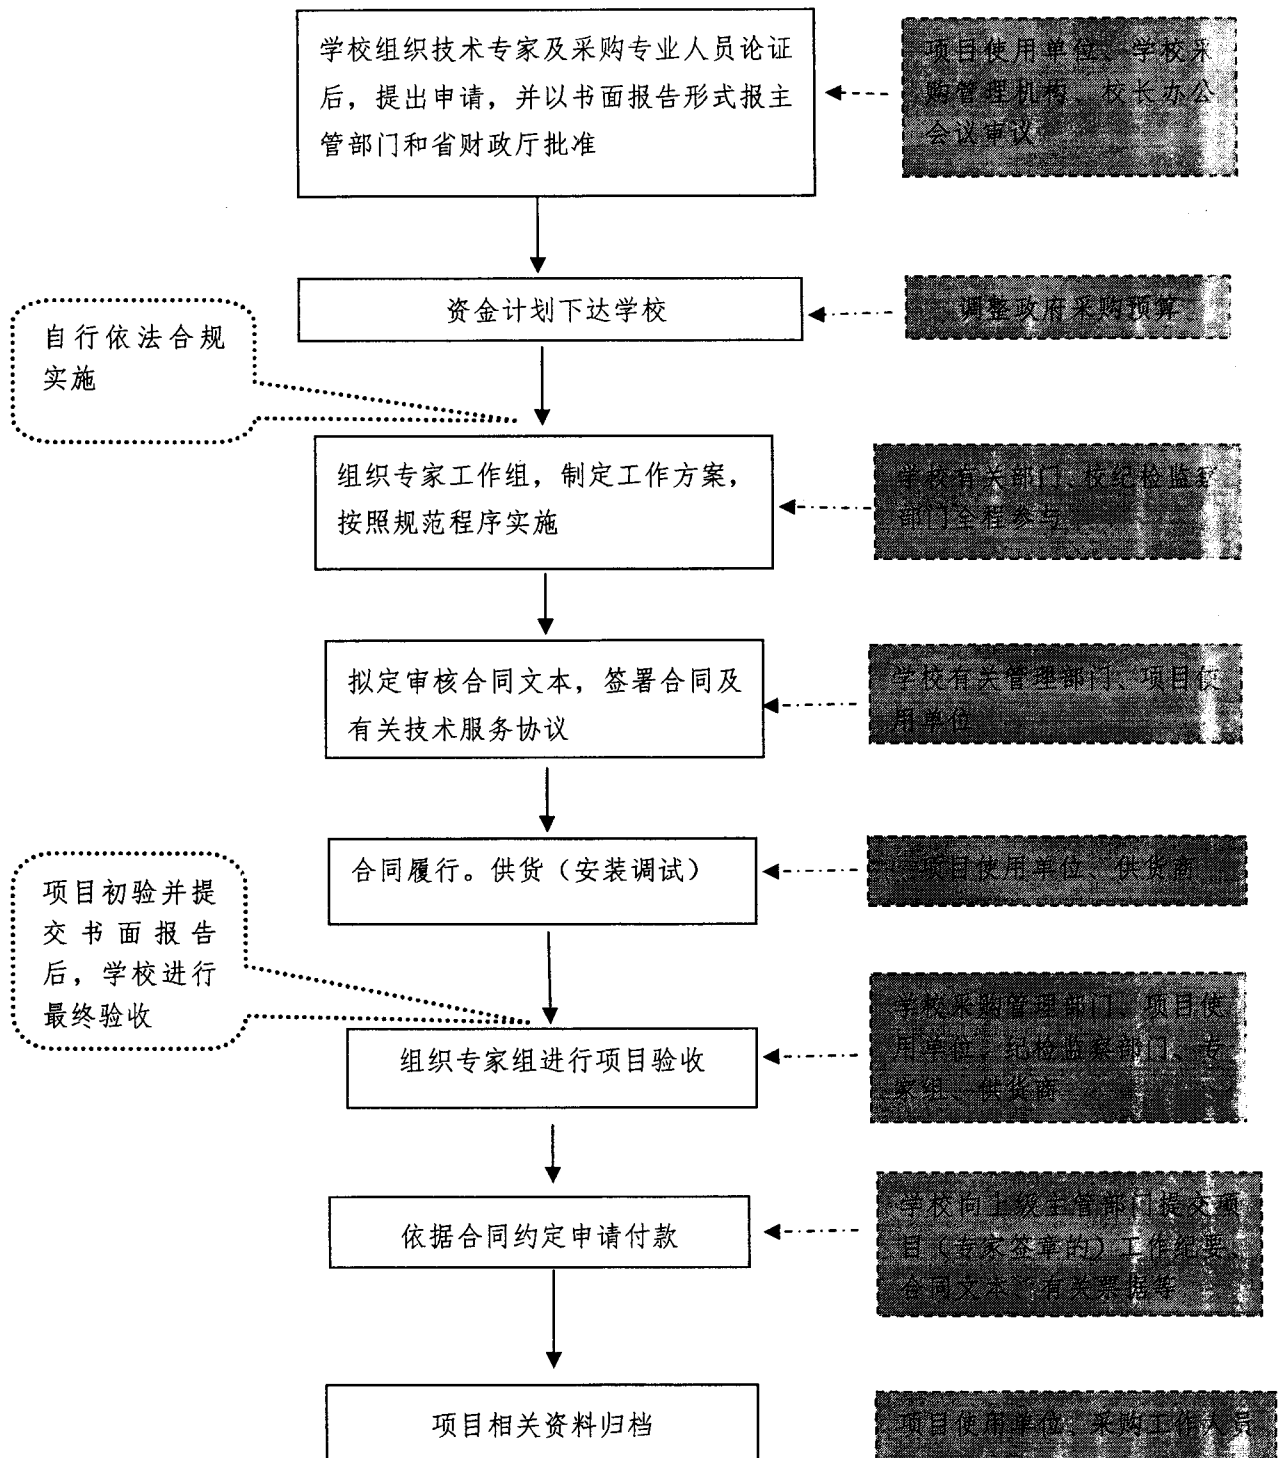 学校组织技术专家及采购专业人员论证
后，提出申请，并以书面报告形式报主
管部门和省财政厅批准
项目使用单位、学校采
购管理机构、校长办公
会议审议
资金计划下达学校
调整政府采购预算
自行依法合规
实施
组织专家工作组，制定工作方案，
按照规范程序实施
学校有关部门、校纪检监察
部门全程参与
拟定审核合同文本，签署合同及
有关技术服务协议
学校有关管理部门、项目使
用单位
合同履行。供货（安装调试）
项目使用单位、供货商
项目初验并提
交书面报告
后，学校进行
最终验收
组织专家组进行项目验收
学校采购管理部门、项目使
用单位、纪检监察部门、专
家组、供货商
依据合同约定申请付款
学校向上级主管部门提交项
目（专家签章的）工作纪要、
合同文本、有关票据等
项目相关资料归档
项目使用单位、采购工作人员